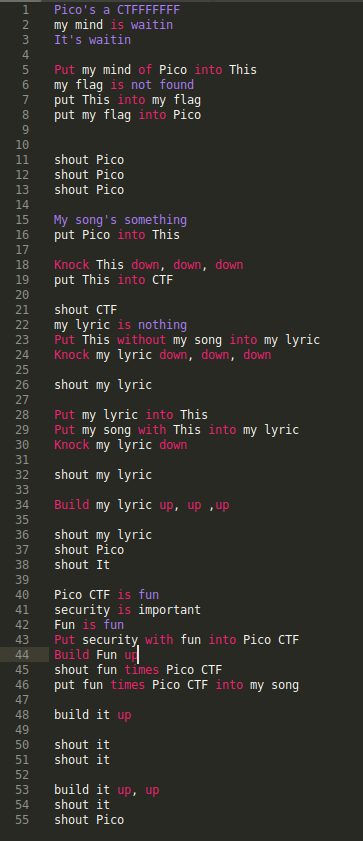 1 Pico's a CTFFFFFFF
2 my mind is waitin
3 It's waitin
4
5 Put my mind of Pico into This
6 my flag is not found
7 put This into my flag
8 put my flag into Pico
9
10
11 shout Pico
12 shout Pico
13 shout Pico
14
15 My song's something
16 put Pico into This
17
18 Knock This down, down, down
19 put This into CTF
20
21 shout CTF
22 my lyric is nothing
23 Put This without my song into my lyric
24 Knock my lyric down, down, down
25
26 shout my lyric
27
28 Put my lyric into This
29 Put my song with This into my lyric
30 Knock my lyric down
31
32 shout my lyric
33
34 Build my lyric up, up ,up
35
36 shout my lyric
37 shout Pico
38 shout It
39
40 Pico CTF is fun
41 security is important
42 Fun is fun
43 Put security with fun into Pico CTF
44 Build Fun up
45 shout fun times Pico CTF
46 put fun times Pico CTF into my song
47
48 build it up
49
50 shout it
51 shout it
52
53 build it up, up
54 shout it
55 shout Pico